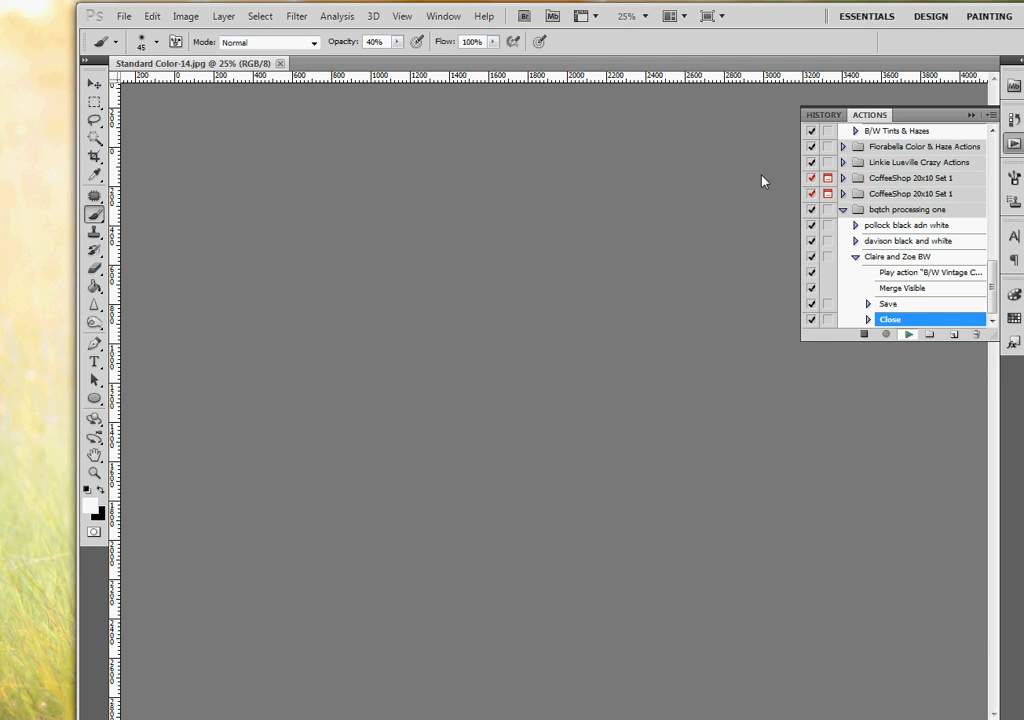 Ps File Edit Image Layer Select Filter Analysis 3D View Window Help Br Mb 25% ESSENTIALS DESIGN PAINTING
45 Mode: Normal Opacity: 40% Flow: 100%
Standard Color-14.jpg @ 25% (RGB/8)
200 0 200 400 600 800 1000 1200 1400 1600 1800 2000 2200 2400 2600 2800 3000 3200 3400 3600 3800 4000
HISTORY ACTIONS
B/W Tints & Hazes
Florabella Color & Haze Actions
Linkie Lueville Crazy Actions
CoffeeShop 20x10 Set 1
CoffeeShop 20x10 Set 1
bqtch processing one
pollock black adn white
davison black and white
Claire and Zoe BW
Play action "B/W Vintage C...
Merge Visible
Save
Close